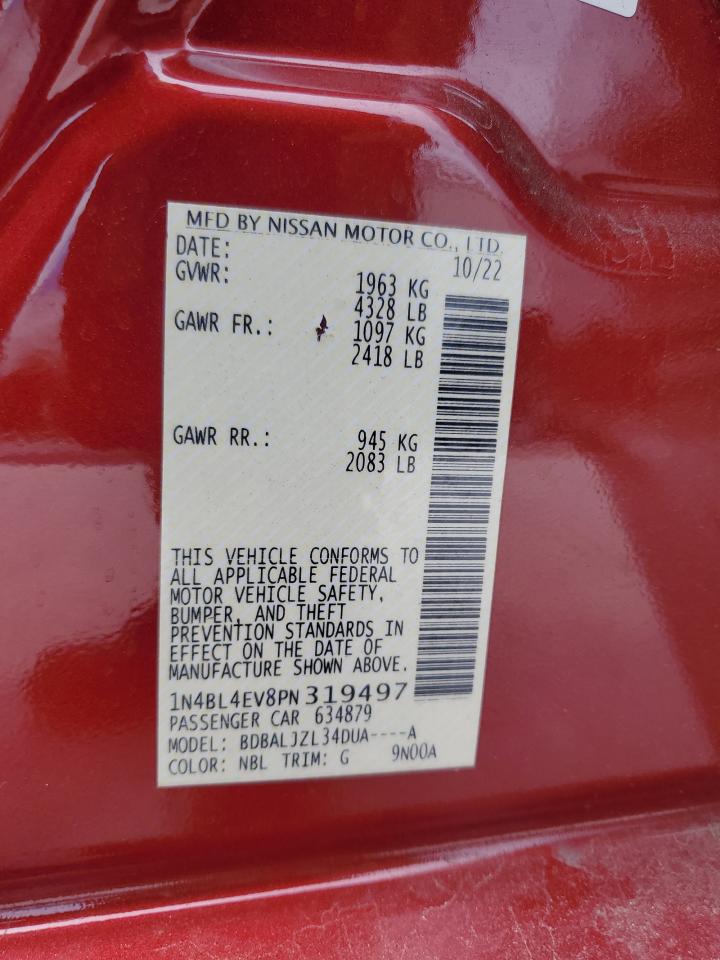 MFD BY NISSAN MOTOR CO., LTD.
DATE: 10/22
GVWR: 1963 KG
4328 LB
GAWR FR.: 1097 KG
2418 LB
GAWR RR.: 945 KG
2083 LB
THIS VEHICLE CONFORMS TO
ALL APPLICABLE FEDERAL
MOTOR VEHICLE SAFETY,
BUMPER, AND THEFT
PREVENTION STANDARDS IN
EFFECT ON THE DATE OF
MANUFACTURE SHOWN ABOVE.
1N4BL4EV8PN319497
PASSENGER CAR 634879
MODEL: BDBALJZL34DUA----A
COLOR: NBL TRIM: G 9N00A